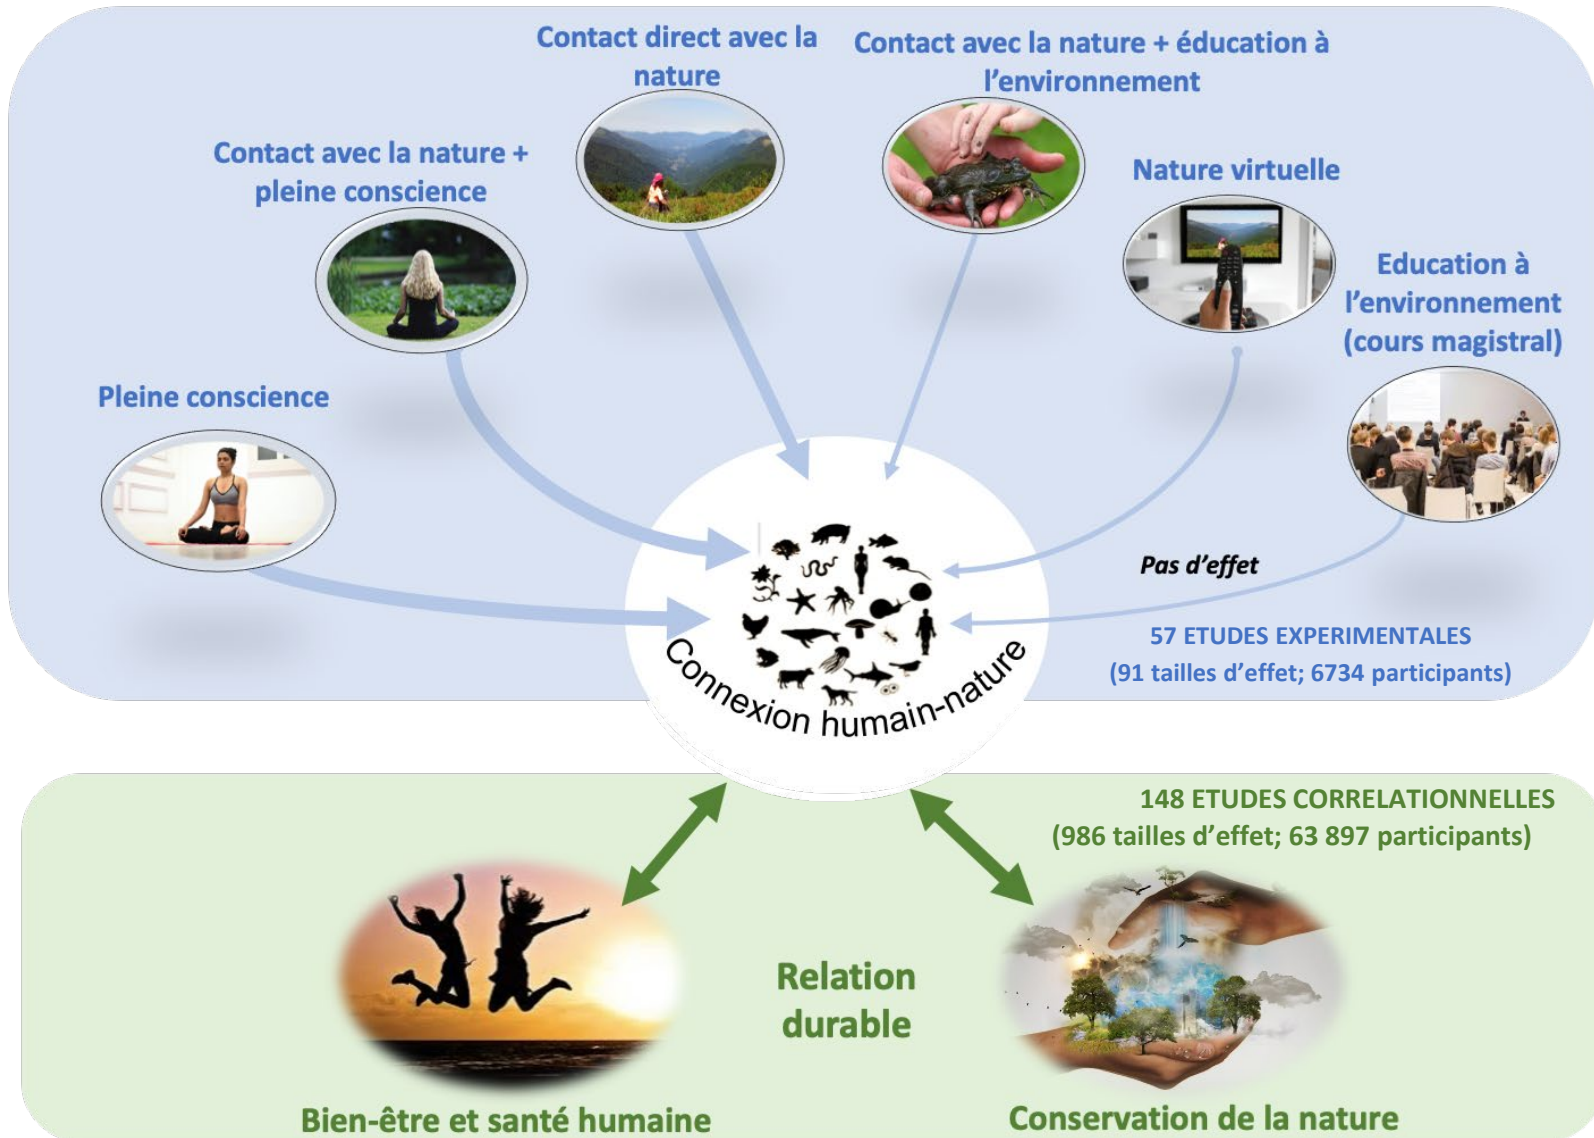 Contact direct avec la
nature
Contact avec la nature + éducation à
l'environnement
Contact avec la nature +
pleine conscience
Nature virtuelle
Education à
l'environnement
(cours magistral)
Pleine conscience
Pas d'effet
57 ETUDES EXPERIMENTALES
(91 tailles d'effet; 6734 participants)
Connexion humain-nature
148 ETUDES CORRELATIONNELLES
(986 tailles d'effet; 63 897 participants)
Relation
durable
Bien-être et santé humaine
Conservation de la nature